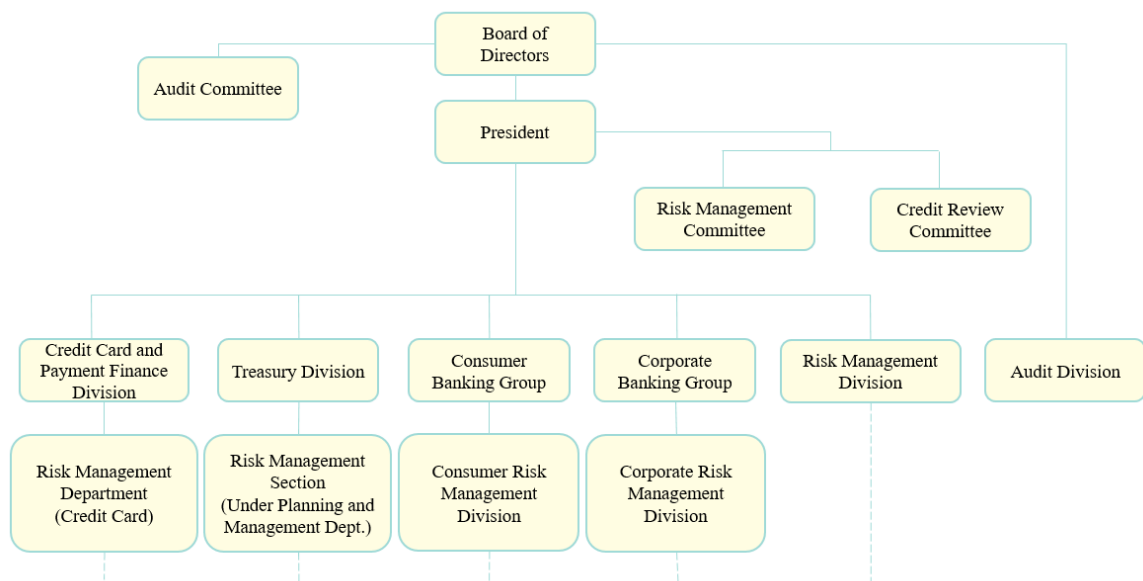 Board of
Directors
Audit Committee
President
Risk Management
Committee
Credit Review
Committee
Credit Card and
Payment Finance
Division
Treasury Division
Consumer
Banking Group
Corporate
Banking Group
Risk Management
Division
Audit Division
Risk Management
Department
(Credit Card)
Risk Management
Section
(Under Planning and
Management Dept.)
Consumer Risk
Management
Division
Corporate Risk
Management
Division